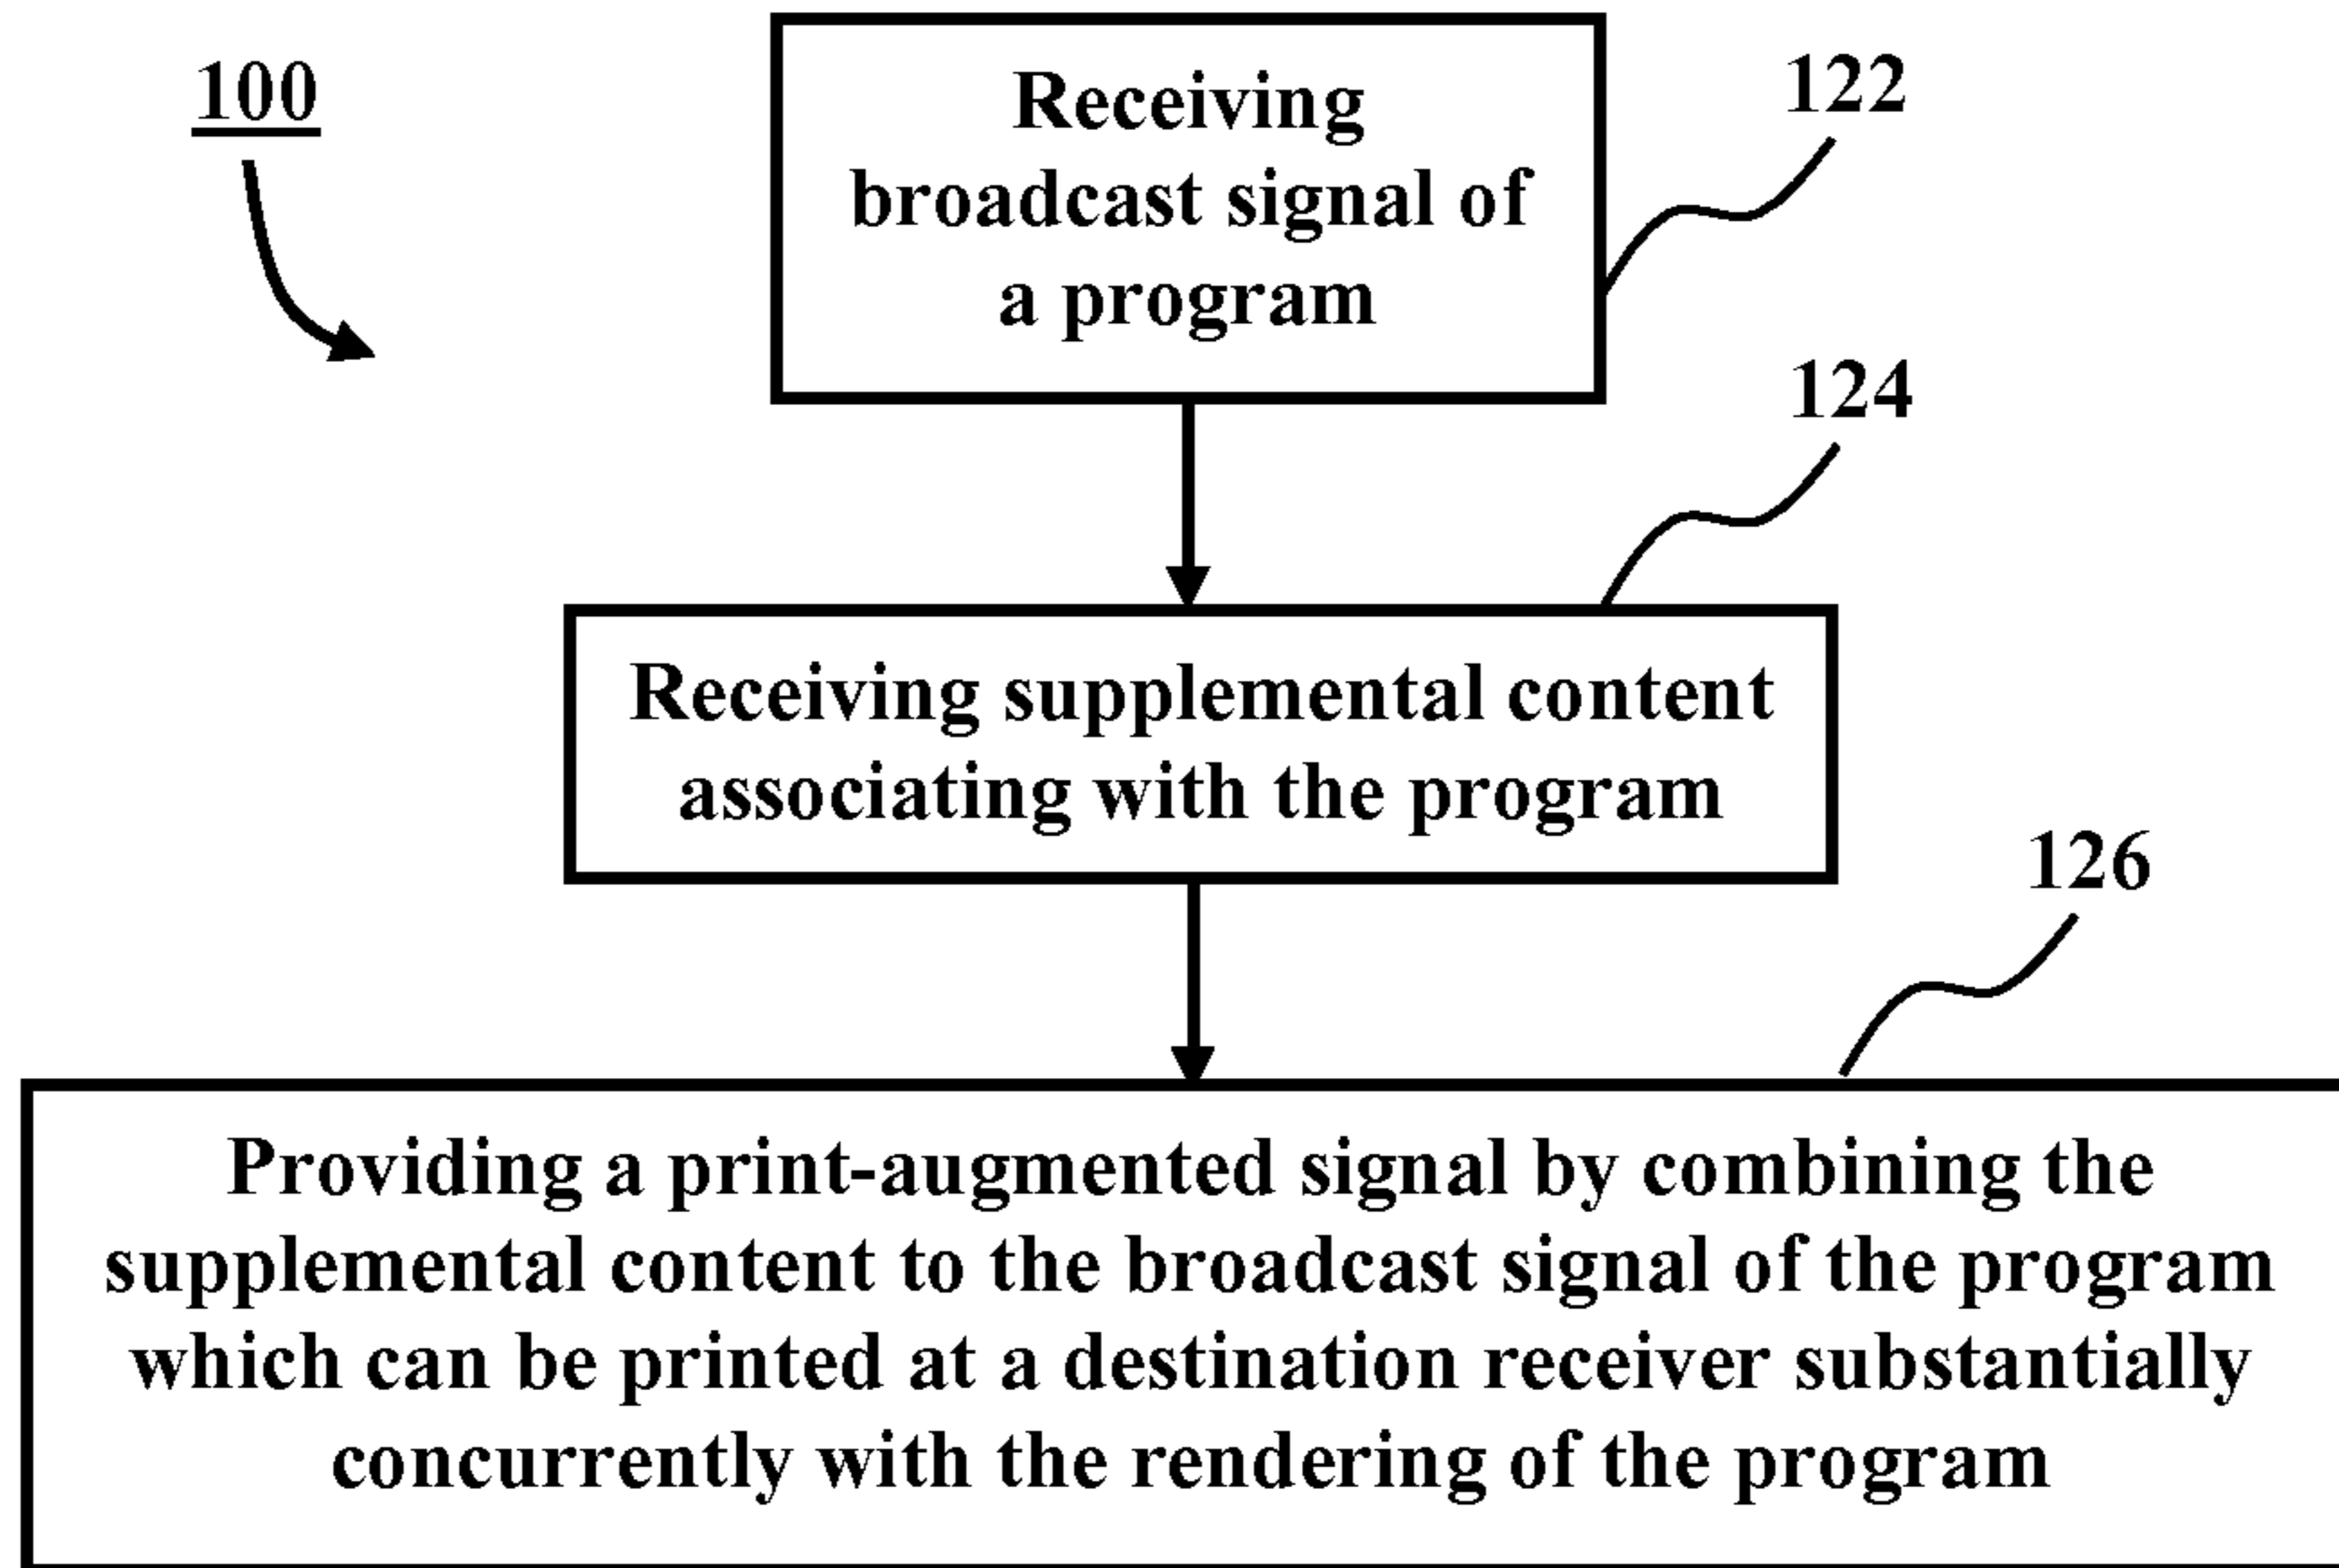 100
Receiving
broadcast signal of
a program
122
124
Receiving supplemental content
associating with the program
126
Providing a print-augmented signal by combining the
supplemental content to the broadcast signal of the program
which can be printed at a destination receiver substantially
concurrently with the rendering of the program